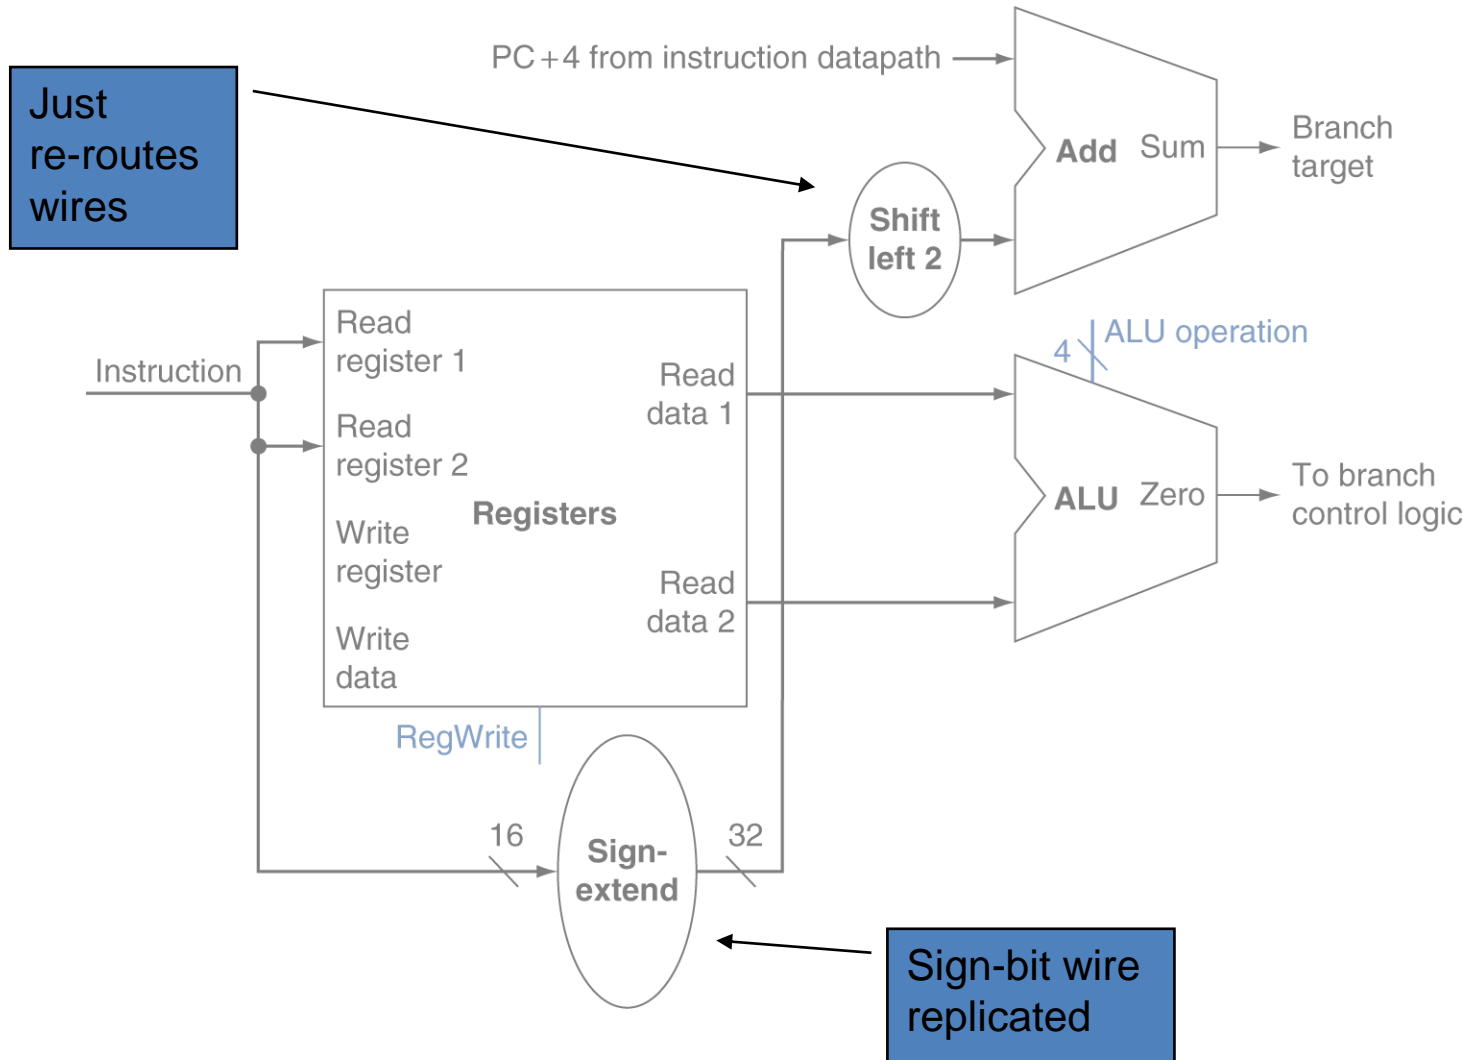 PC+4 from instruction datapath
Just
re-routes
wires
Add Sum
Branch
target
Shift
left 2
Instruction
Read
register 1
Read
register 2
Write
register
Write
data
Registers
Read
data 1
Read
data 2
RegWrite
4
ALU operation
ALU Zero
To branch
control logic
16
Sign-
extend
32
Sign-bit wire
replicated